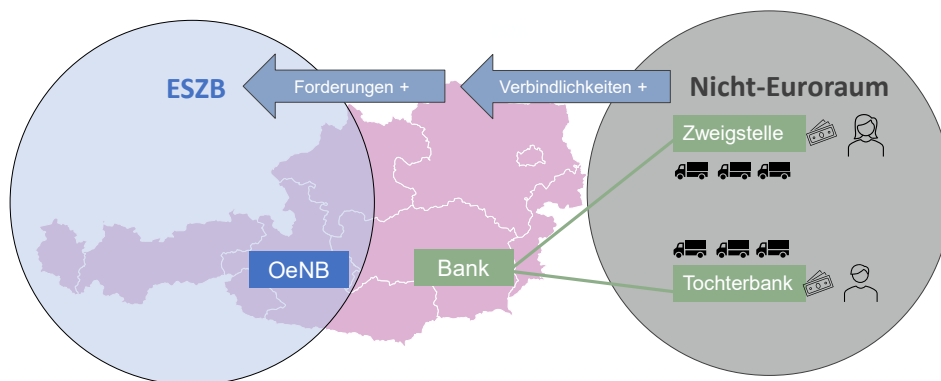 ESZB
Forderungen +
Verbindlichkeiten +
Nicht-Euroraum
Zweigstelle
OeNB
Bank
Tochterbank